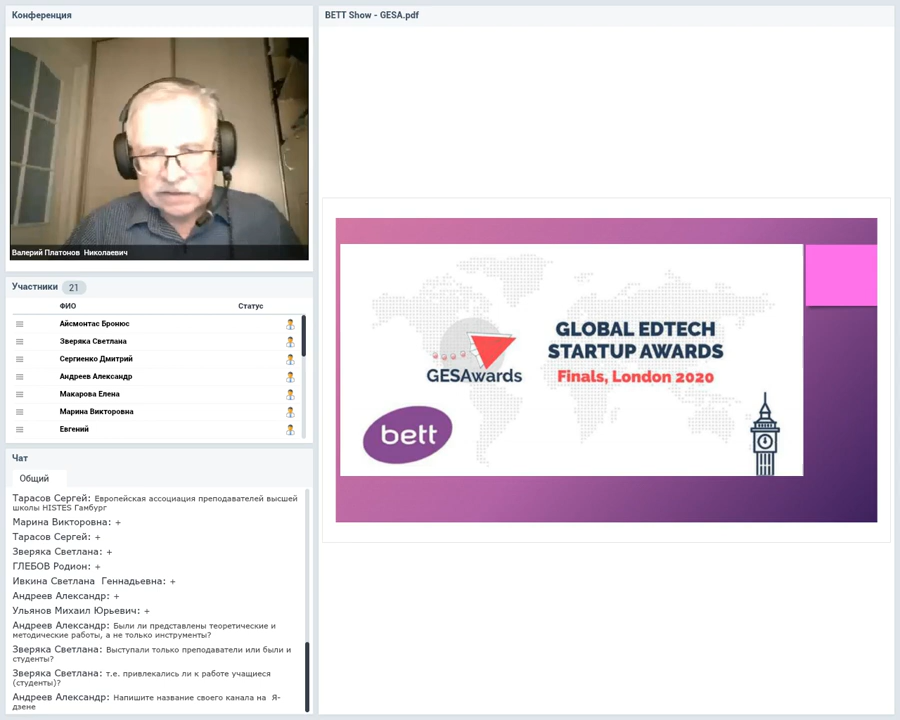 Конференция
Валерий Платонов Николаевич
Участники 21
ФИО Статус
Айсмонтас Бронюс
Зверяка Светлана
Сергиенко Дмитрий
Андреев Александр
Макарова Елена
Марина Викторовна
Евгений
Чат
Общий
Тарасов Сергей: Европейская ассоциация преподавателей высшей
школы HISTES Гамбург
Марина Викторовна: +
Тарасов Сергей: +
Зверяка Светлана: +
ГЛЕБОВ Родион: +
Ивкина Светлана Геннадьевна: +
Андреев Александр: +
Ульянов Михаил Юрьевич: +
Андреев Александр: Были ли представлены теоретические и
методические работы, а не только инструменты?
Зверяка Светлана: Выступали только преподаватели или были и
студенты?
Зверяка Светлана: т.е. привлекались ли к работе учащиеся
(студенты)?
Андреев Александр: Напишите название своего канала на Я-
дзене
BETT Show - GESA.pdf
GLOBAL EDTECH
STARTUP AWARDS
Finals, London 2020
GESAwards
bett